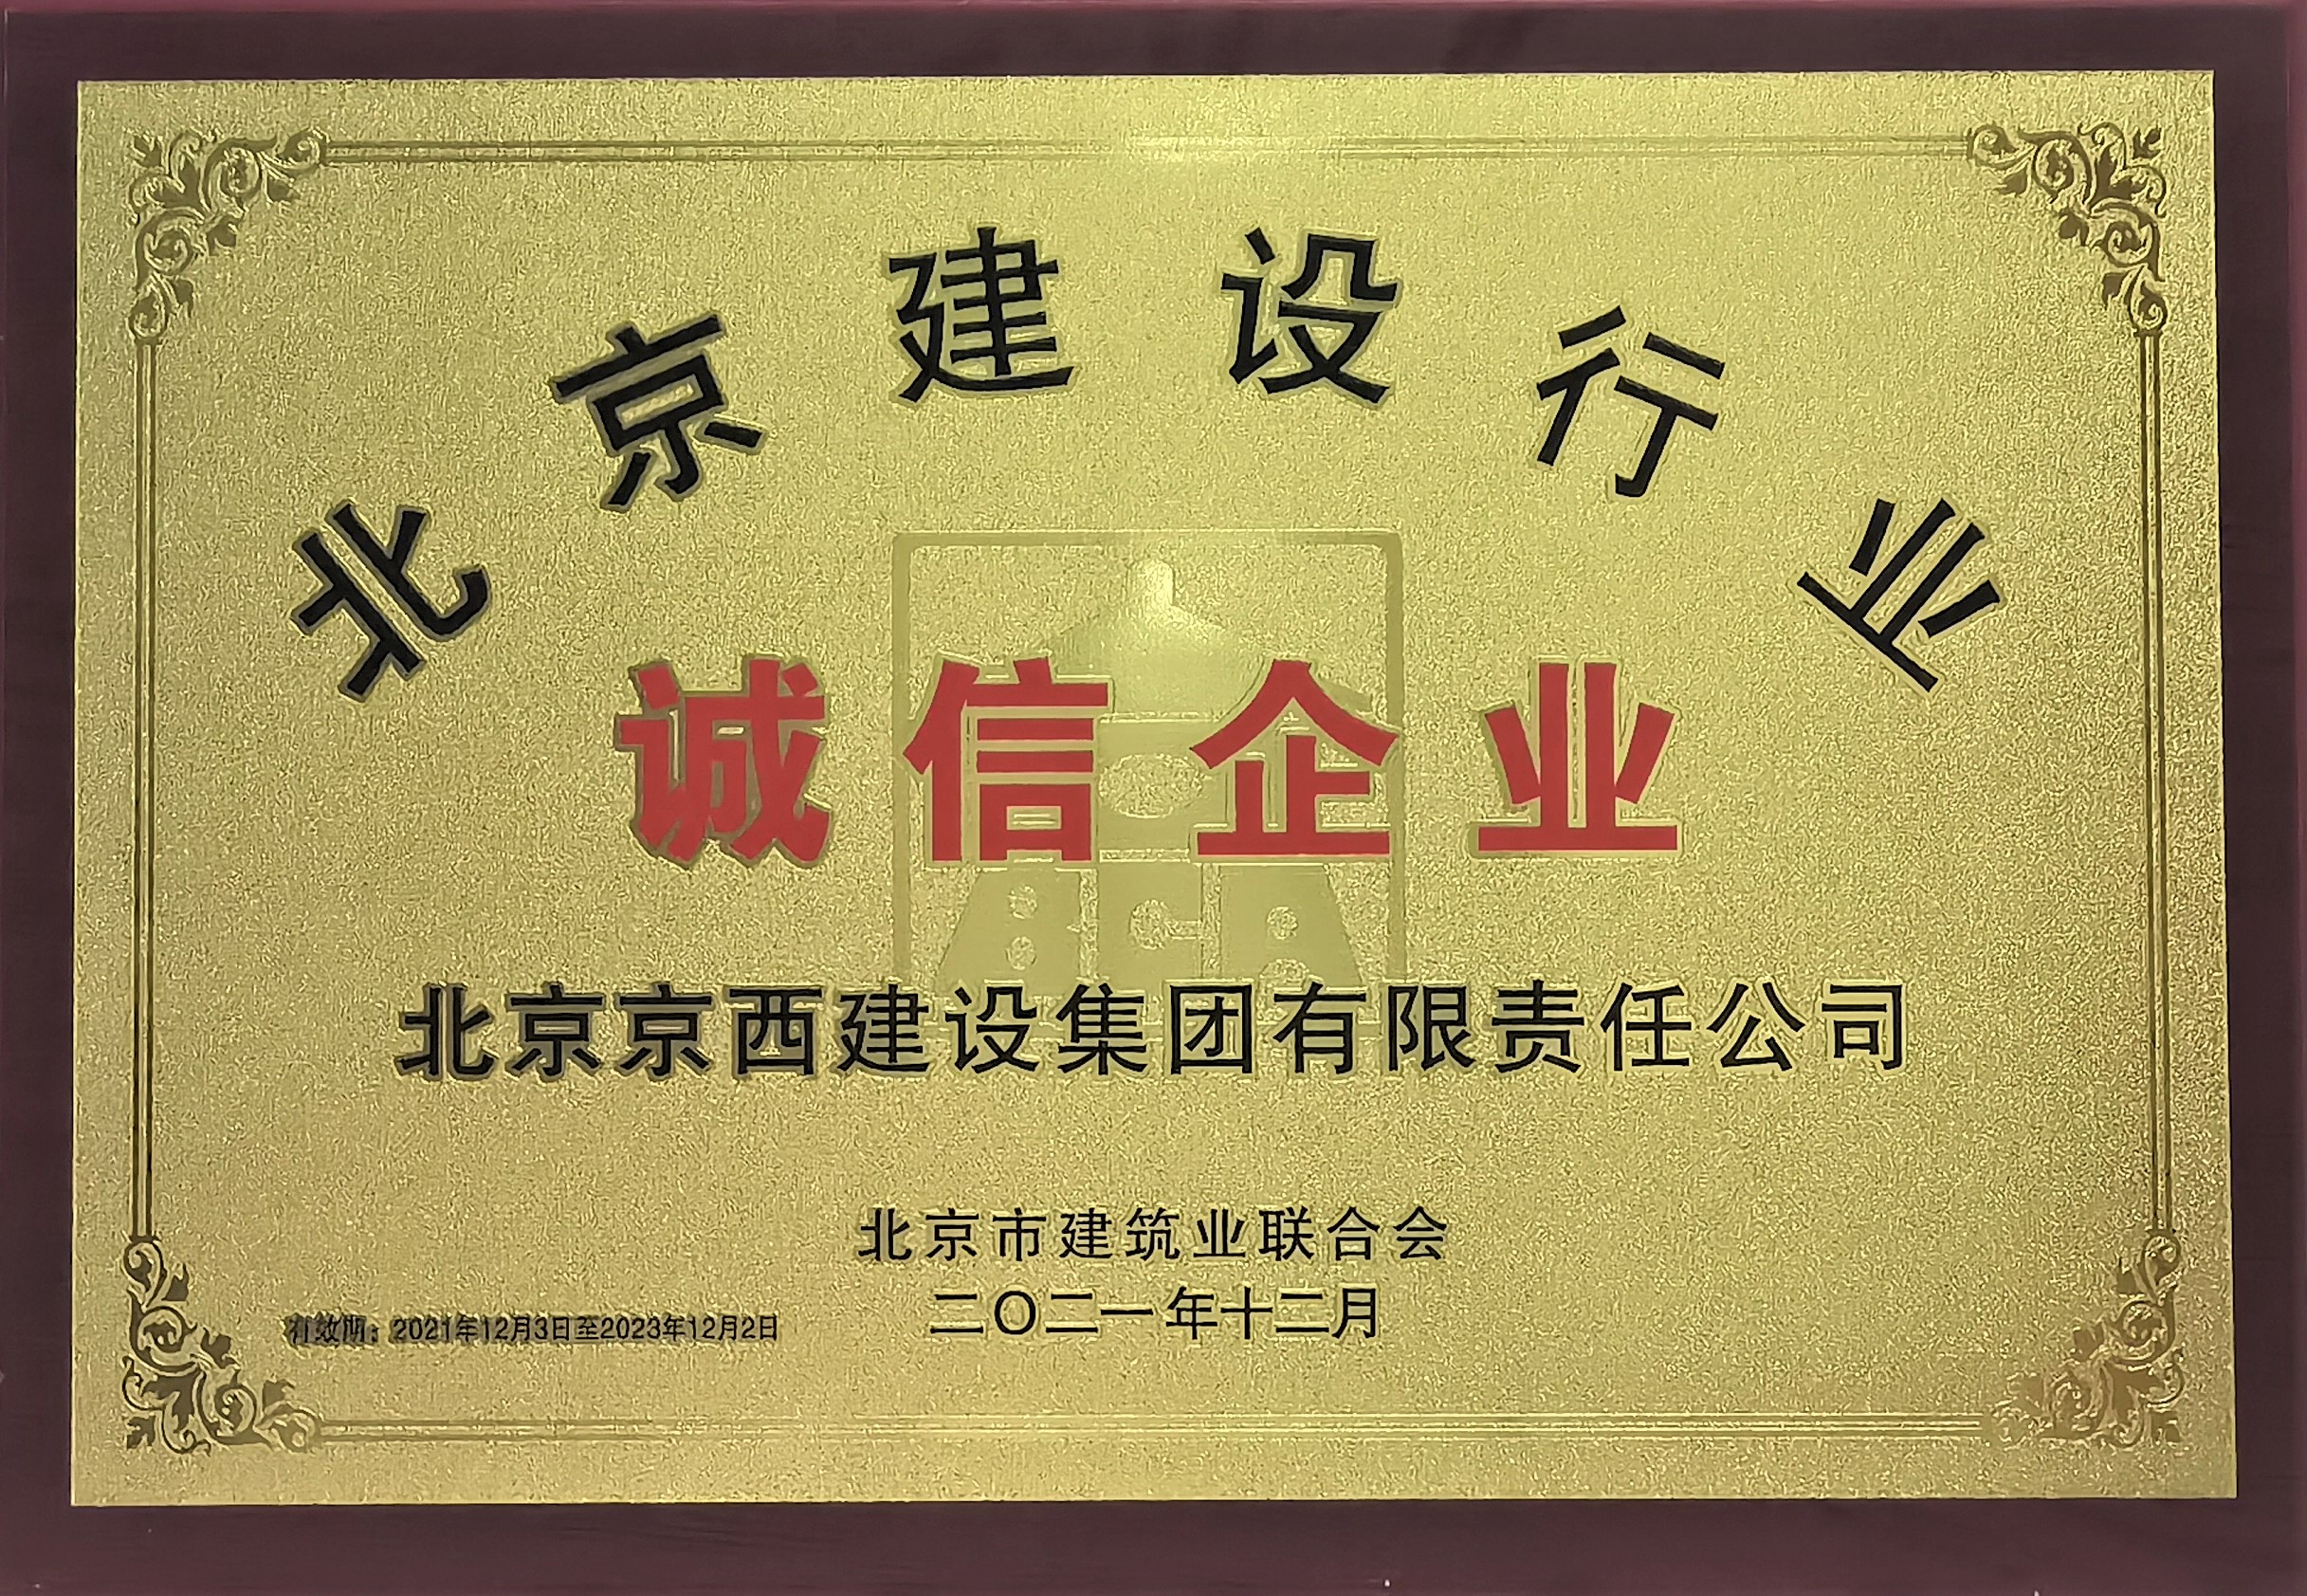 北京建设行业
诚信企业
北京京西建设集团有限责任公司
北京市建筑业联合会
二〇二一年十二月
有效期：2021年12月3日至2023年12月2日